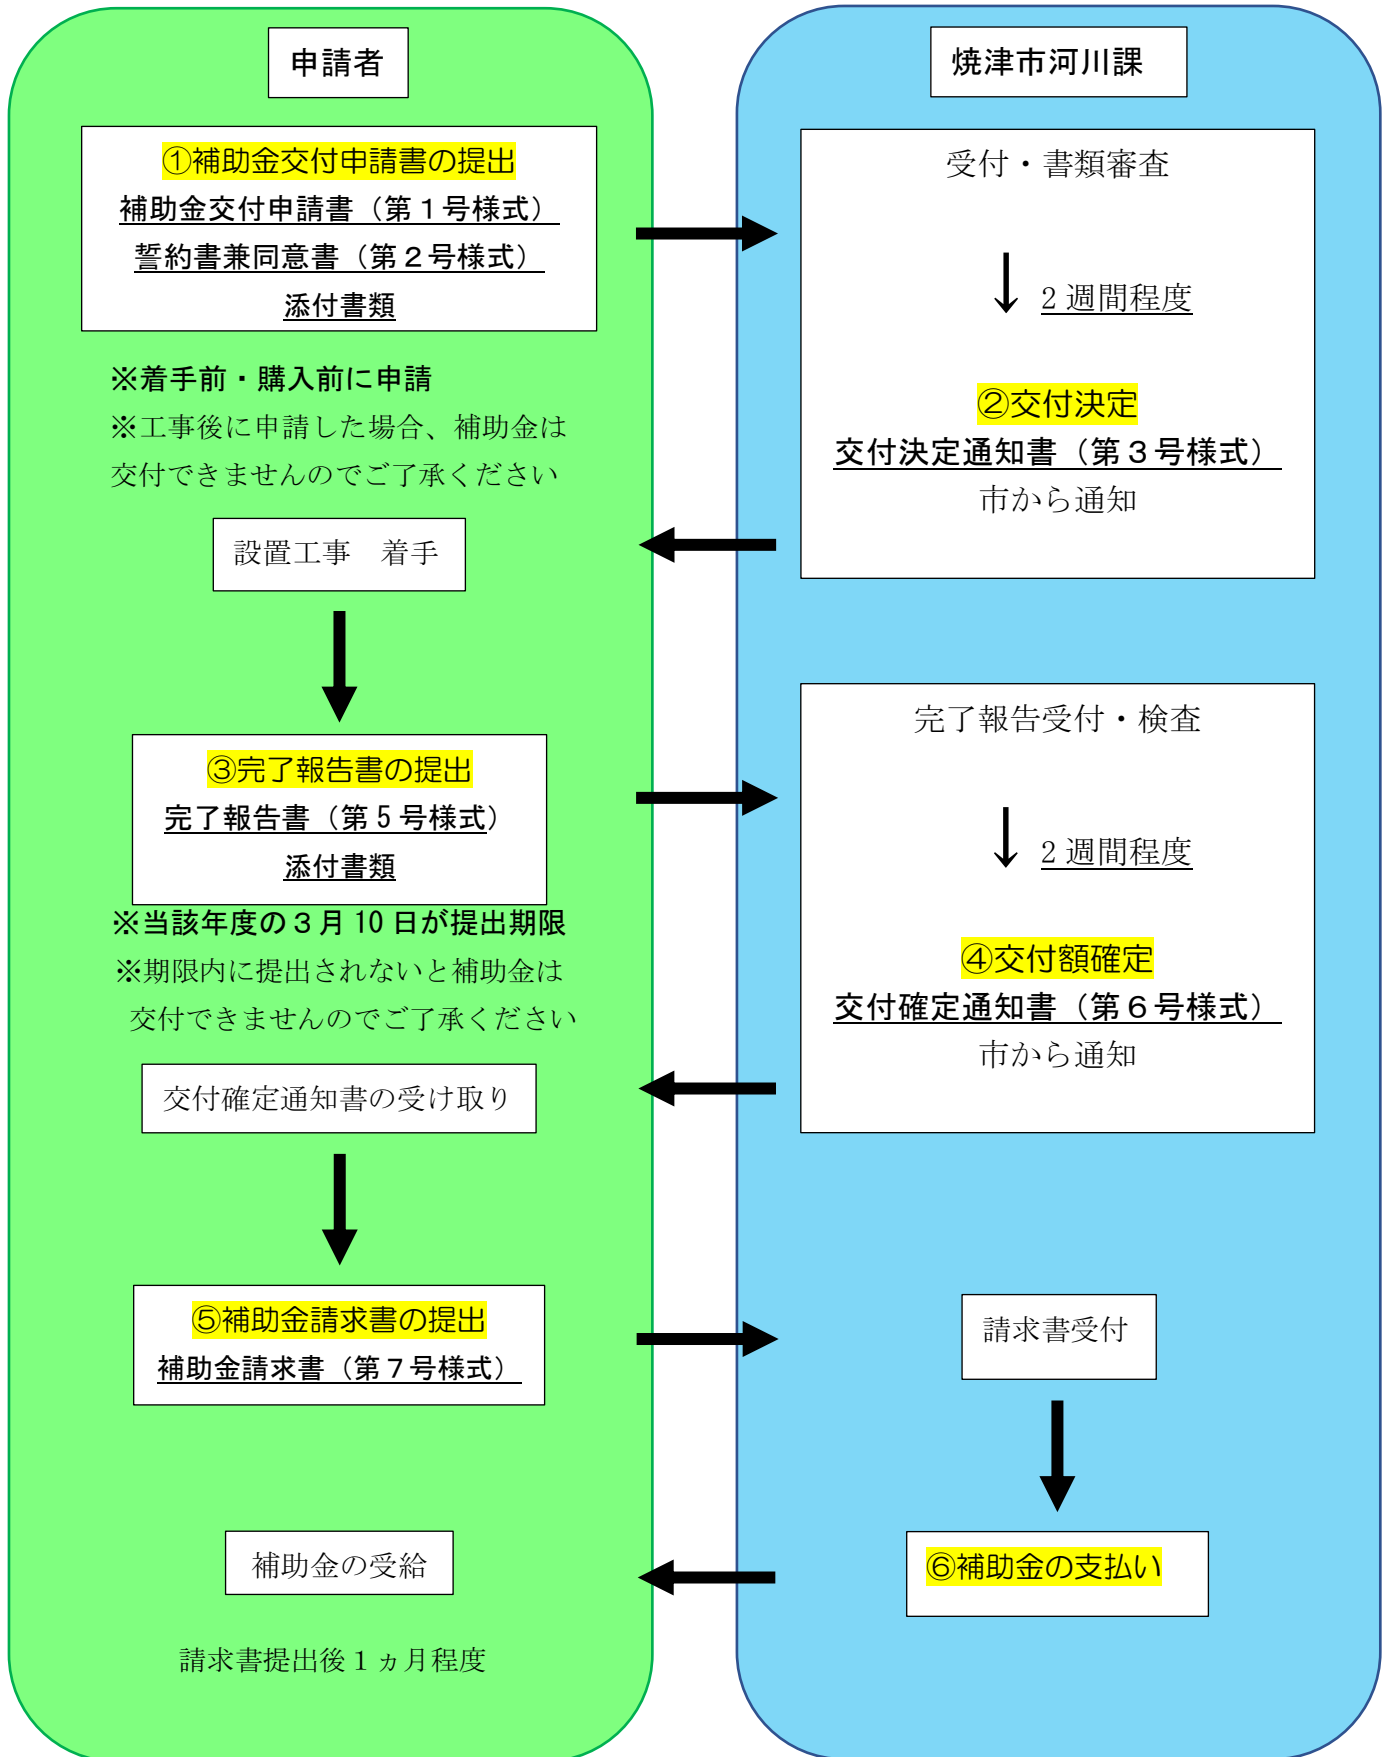 申請者
焼津市河川課
①補助金交付申請書の提出
補助金交付申請書（第１号様式）
誓約書兼同意書（第２号様式）
添付書類
受付・書類審査
↓ 2 週間程度
※着手前・購入前に申請
※工事後に申請した場合、補助金は
交付できませんのでご了承ください
②交付決定
交付決定通知書（第３号様式）
市から通知
設置工事　着手
③完了報告書の提出
完了報告書（第５号様式）
添付書類
完了報告受付・検査
↓ 2 週間程度
※当該年度の３月 10 日が提出期限
※期限内に提出されないと補助金は
交付できませんのでご了承ください
④交付額確定
交付確定通知書（第６号様式）
市から通知
交付確定通知書の受け取り
⑤補助金請求書の提出
補助金請求書（第７号様式）
請求書受付
補助金の受給
⑥補助金の支払い
請求書提出後１ヵ月程度